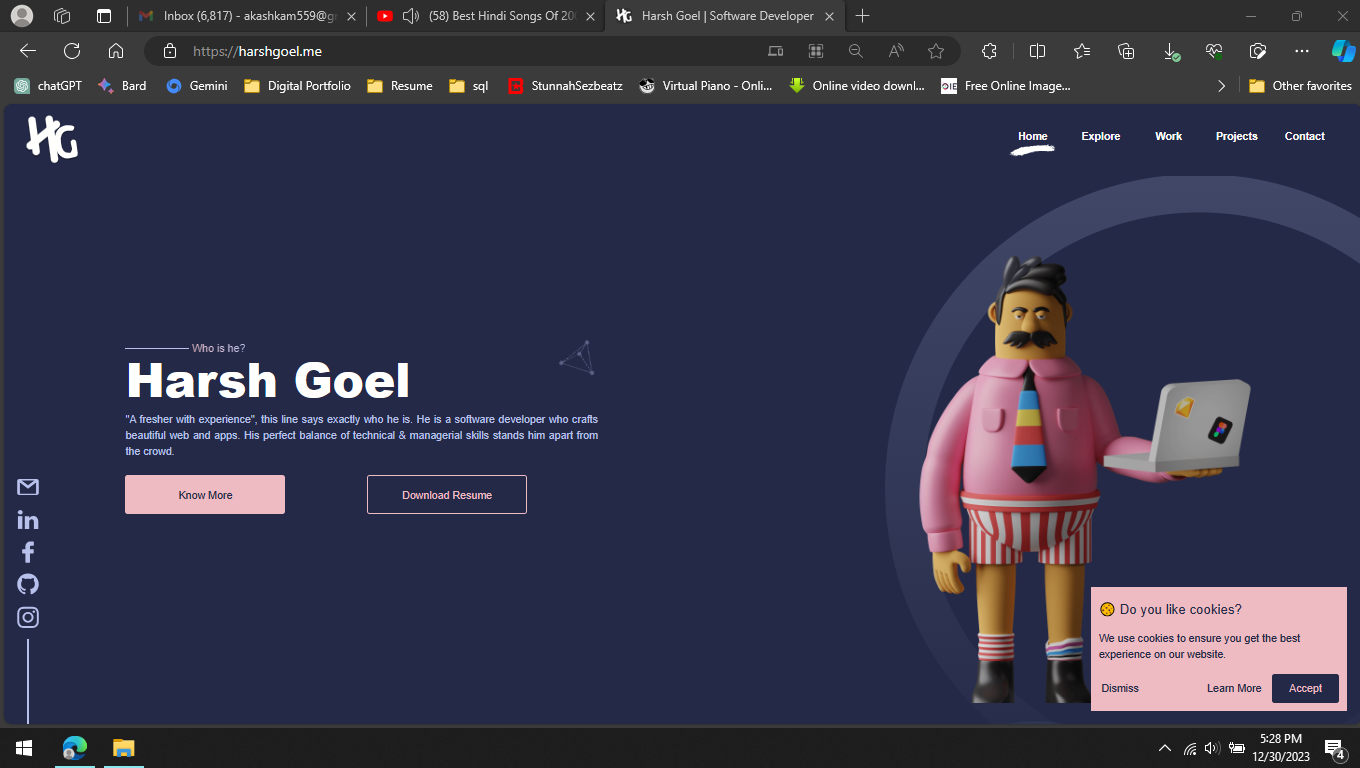 Inbox (6,817) - akashkam559@g
(58) Best Hindi Songs Of 200
Harsh Goel | Software Developer
https://harshgoel.me
chatGPT
Bard
Gemini
Digital Portfolio
Resume
sql
StunnahSezbeatz
Virtual Piano - Onli...
Online video downl...
OIE
Free Online Image...
Other favorites
HG
Home
Explore
Work
Projects
Contact
Who is he?
Harsh Goel
"A fresher with experience", this line says exactly who he is. He is a software developer who crafts
beautiful web and apps. His perfect balance of technical & managerial skills stands him apart from
the crowd.
Know More
Download Resume
Do you like cookies?
We use cookies to ensure you get the best
experience on our website.
Dismiss
Learn More
Accept
5:28 PM
12/30/2023
4